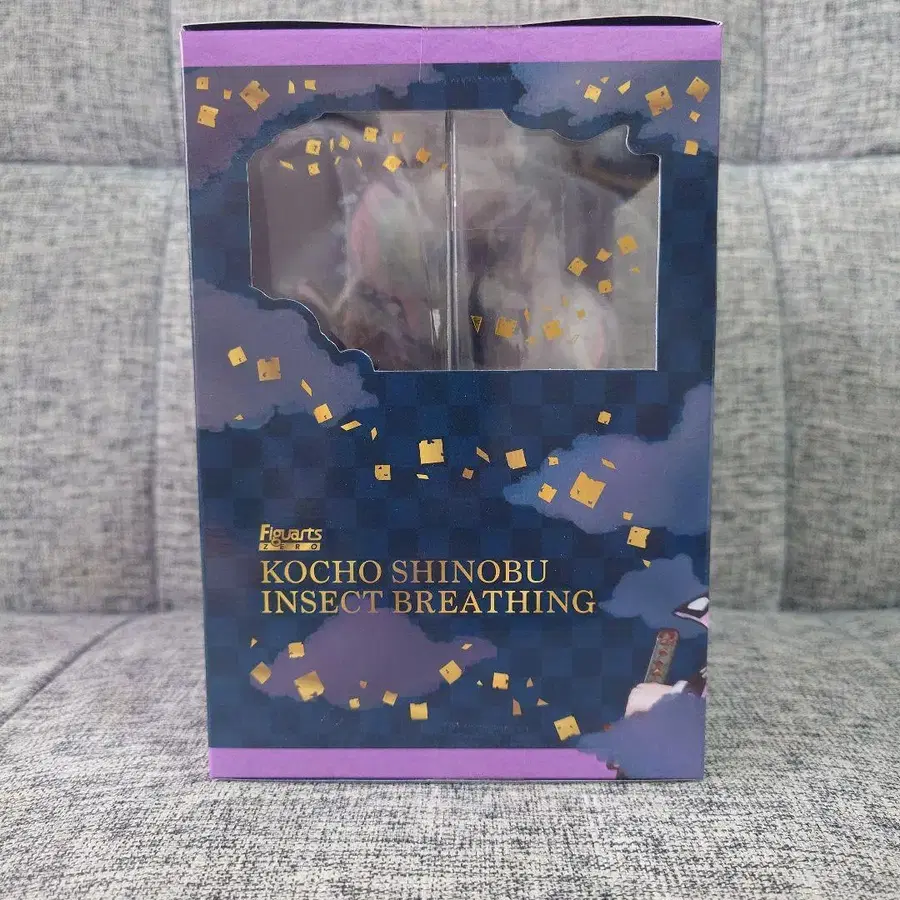 Figuarts
ZERO
KOCHO SHINOBU
INSECT BREATHING